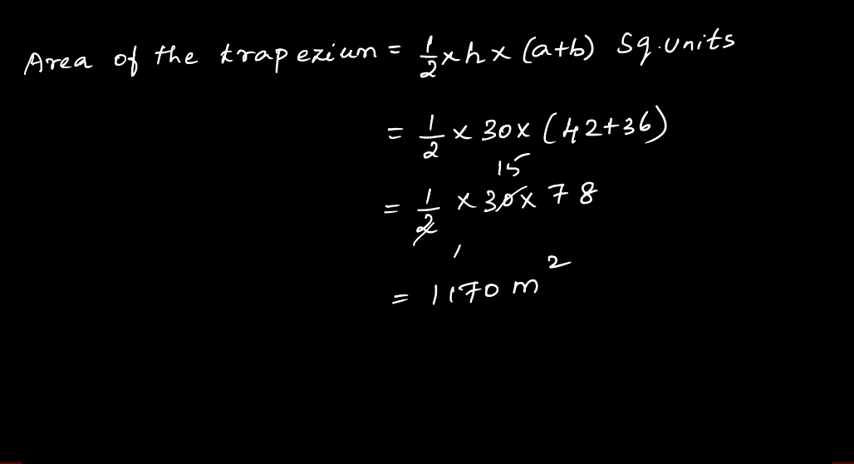 Area of the trapezium = 1/2 × h × (a+b) Sq.units
= 1/2 × 30 × (42+36)
15
= 1/2 × 30 × 78
1
= 1170 m²